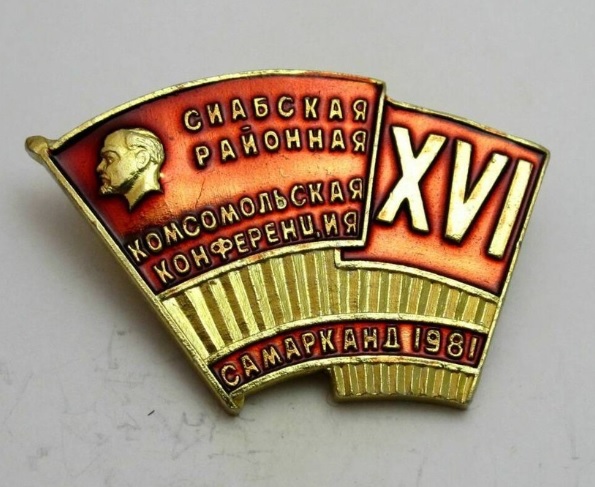 СИАБСКАЯ
РАЙОННАЯ
КОМСОМОЛЬСКАЯ
КОНФЕРЕНЦИЯ
XVI
САМАРКАНД 1981